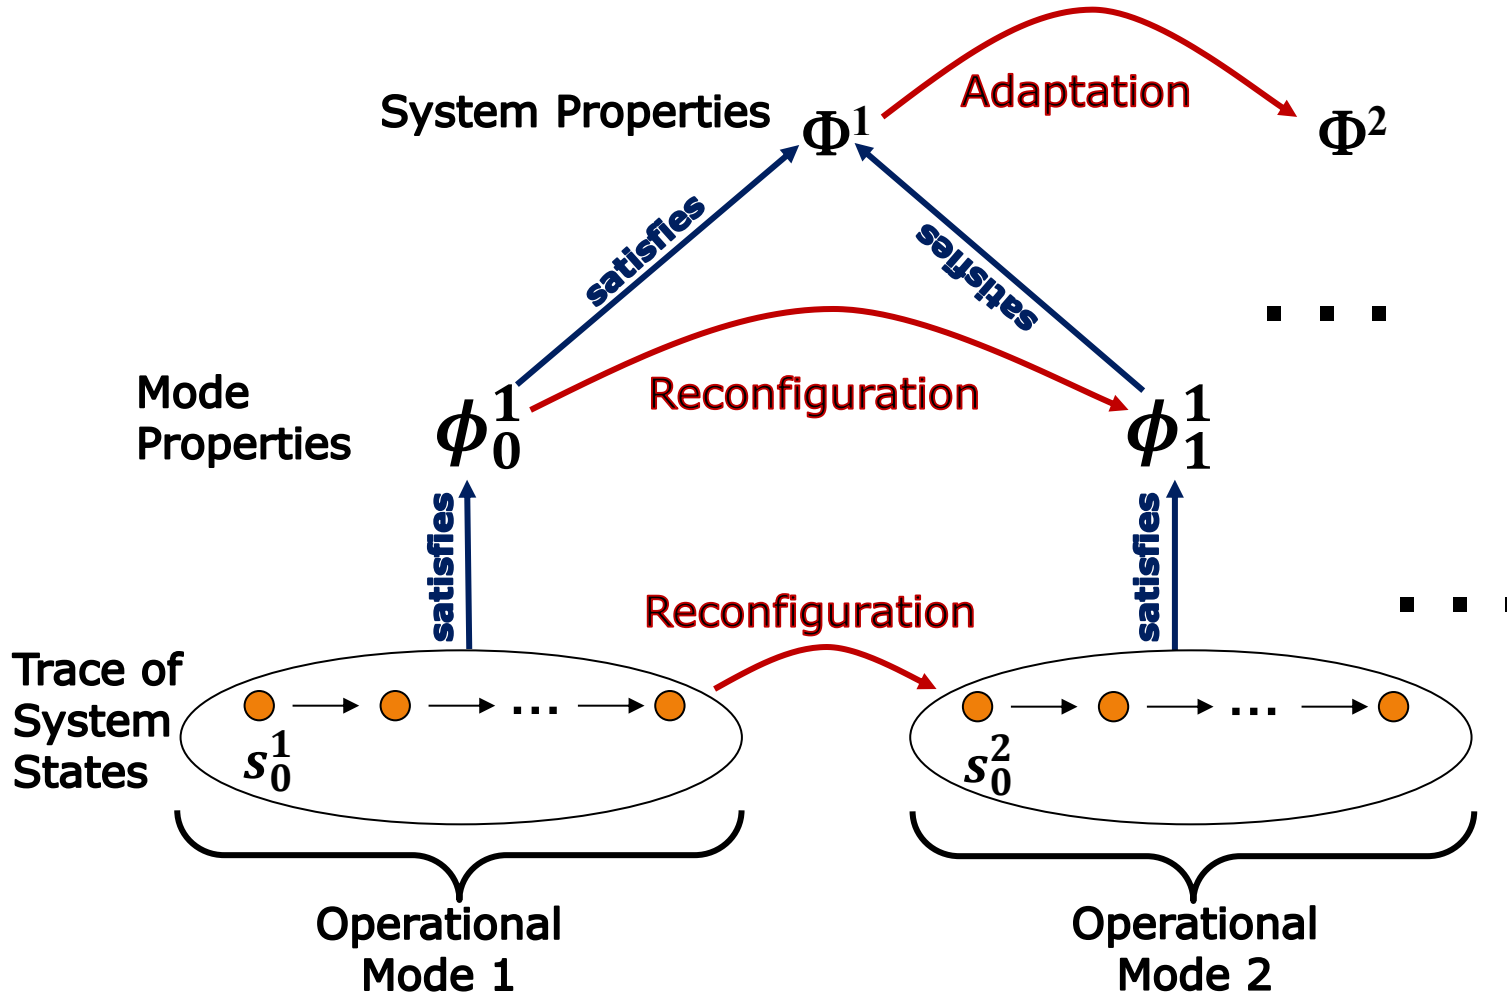 System Properties
Φ¹
Adaptation
Φ²
satisfies
satisfies
. . .
Mode
Properties
ϕ₀¹
Reconfiguration
ϕ₁¹
satisfies
satisfies
Reconfiguration
. . .
Trace of
System
States
...
s₀¹
...
s₀²
Operational
Mode 1
Operational
Mode 2